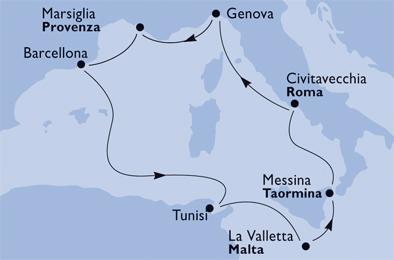 Marsiglia
Provenza
Genova
Barcellona
Civitavecchia
Roma
Messina
Taormina
Tunisi
La Valletta
Malta